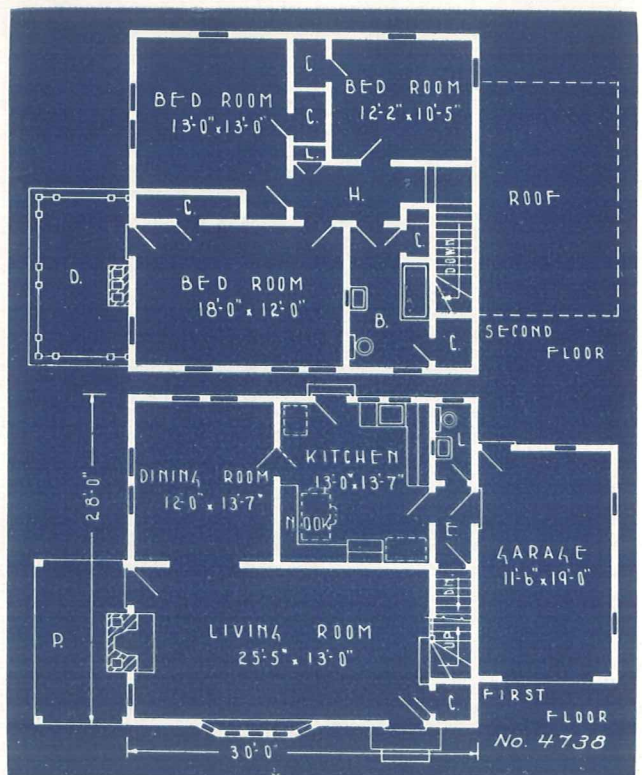 C.
BED ROOM
13'-0" x 13'-0"
BED ROOM
12'-2" x 10'-5"
C.
L.
H.
ROOF
C.
C.
D.
BED ROOM
18'-0" x 12'-0"
DOWN
B.
C.
SECOND
FLOOR
28'-0"
DINING ROOM
12'-0" x 13'-7"
KITCHEN
13'-0" x 13'-7"
L
NOOK
E
GARAGE
11'-6" x 19'-0"
DN.
UP
P.
LIVING ROOM
25'-5" x 13'-0"
C.
FIRST
FLOOR
30'-0"
No. 4738